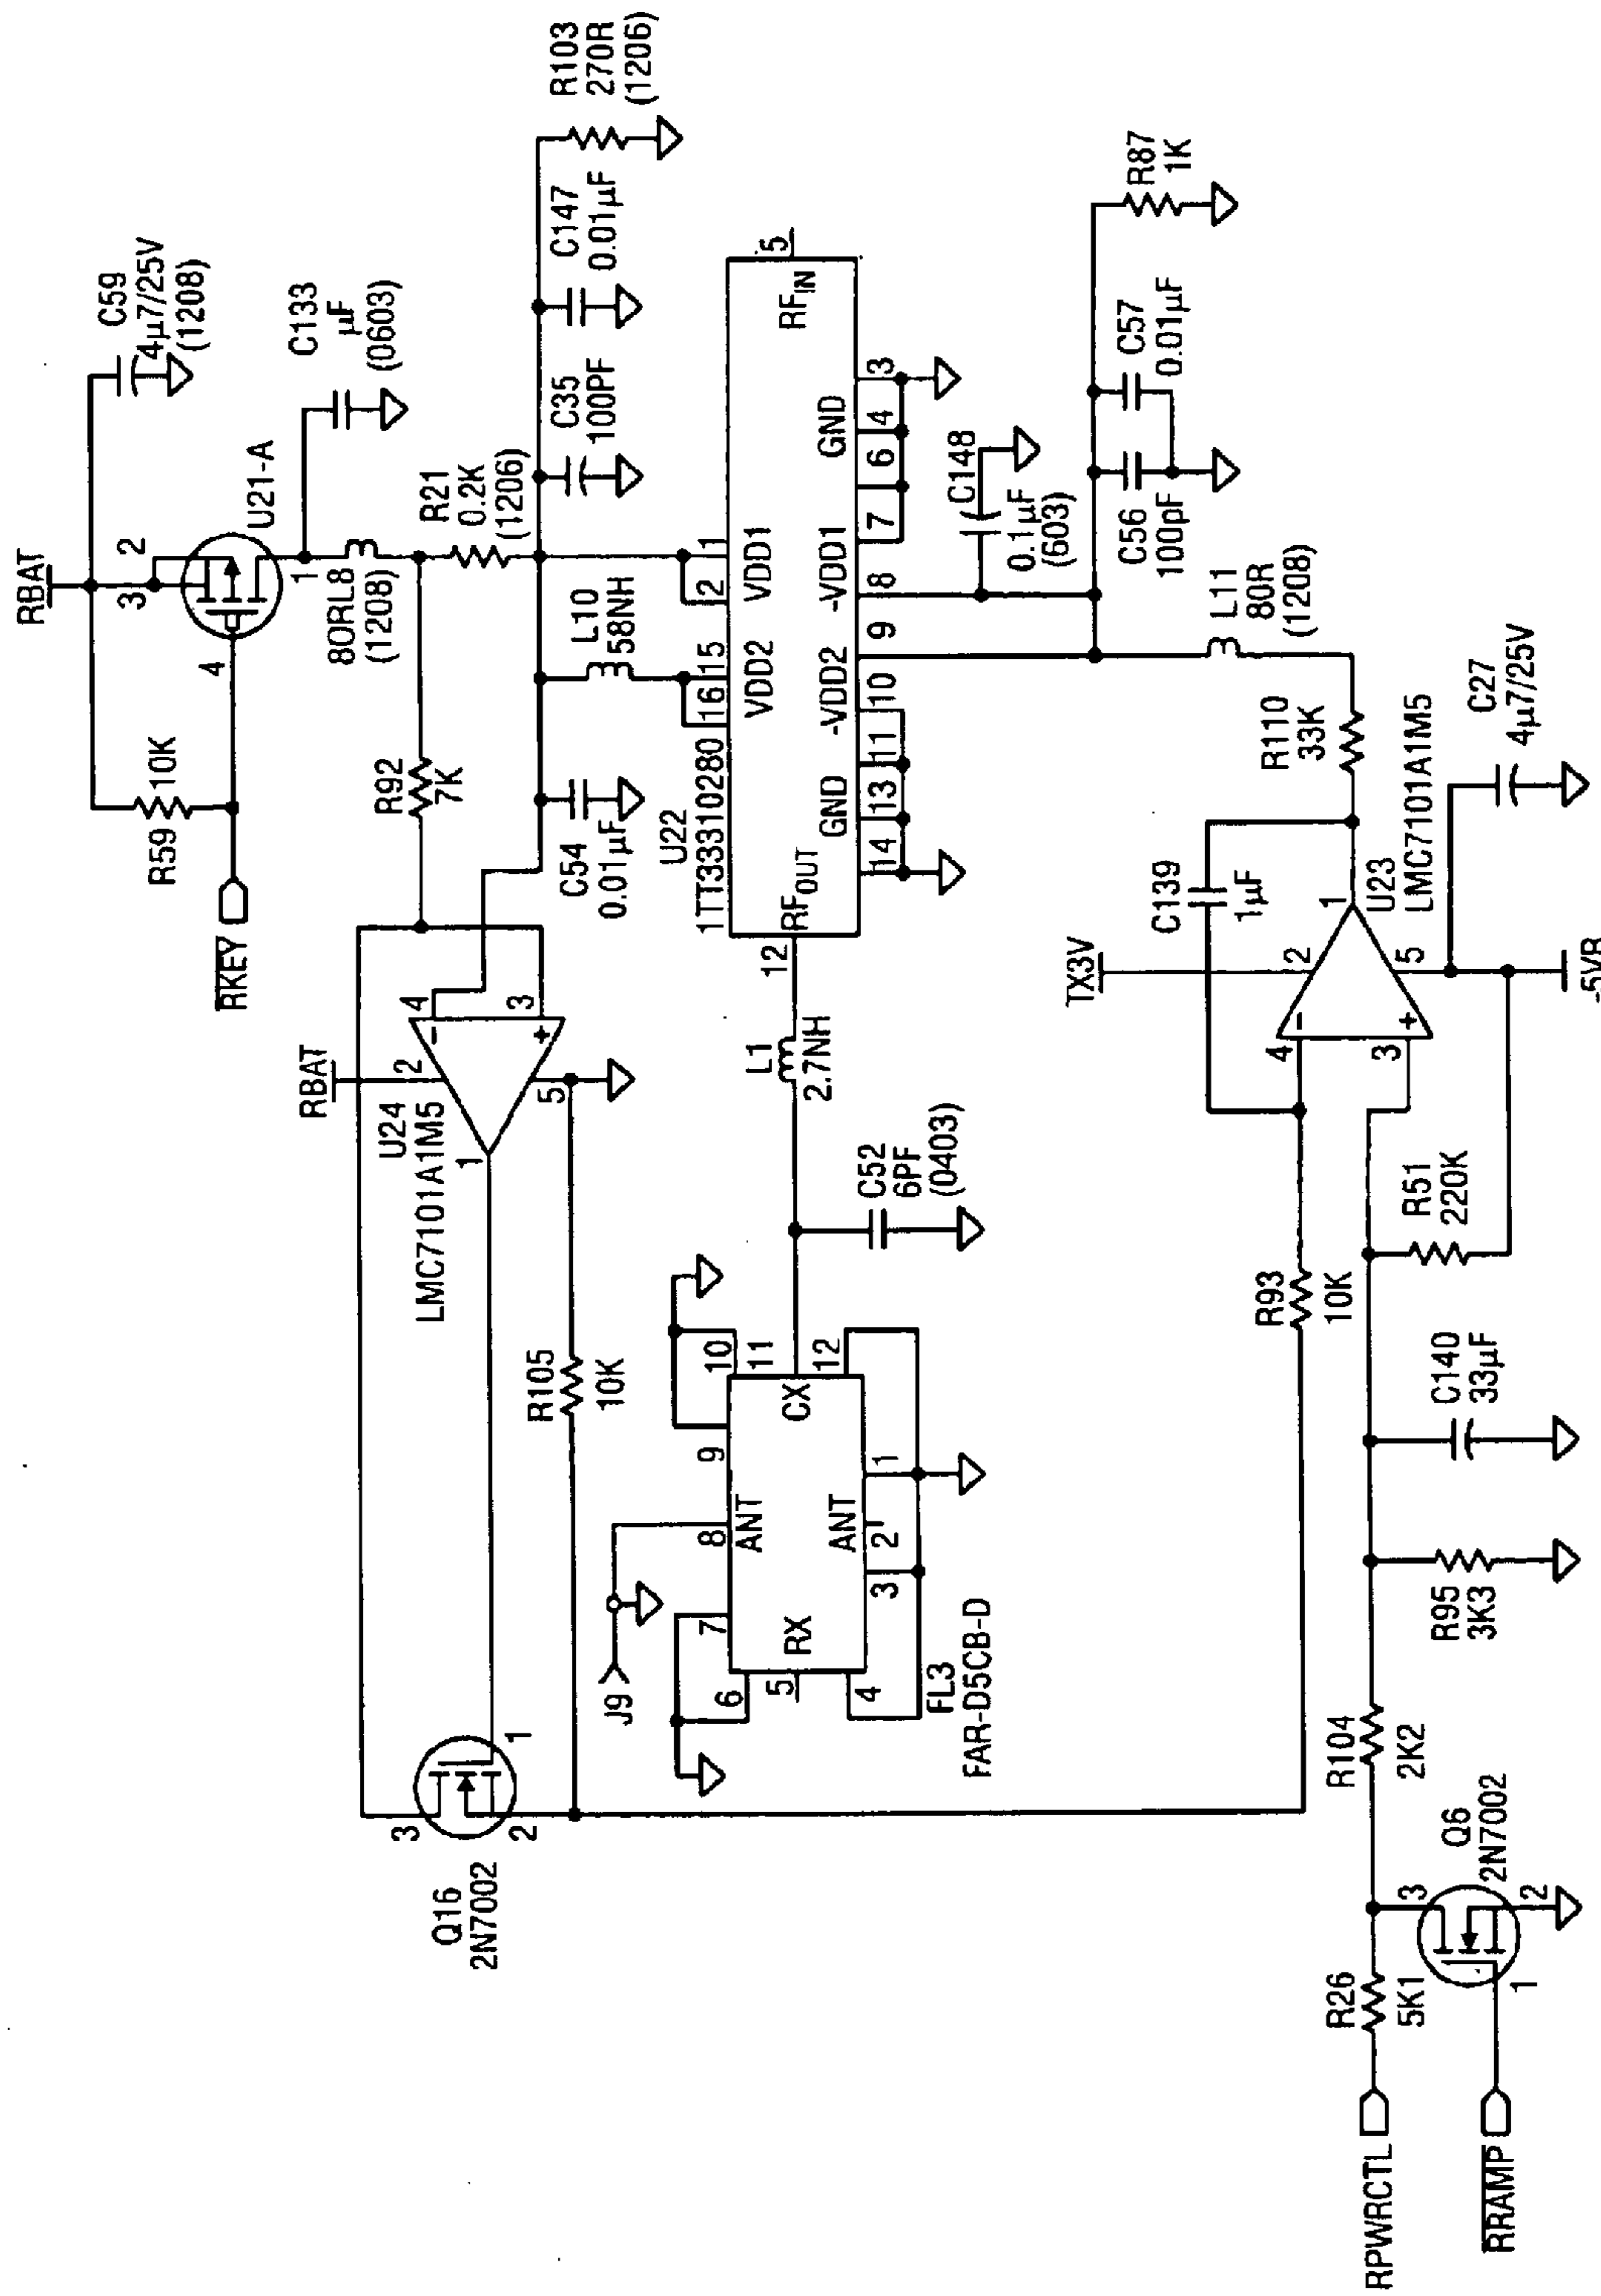 RBAT
C59
4µ7/25V
(1208)
3
2
U21-A
4
1
C133
µF
(0603)
R59
10K
RKEY
80RL8
(1208)
R92
7K
R21
0.2K
(1206)
R103
270R
(1206)
C147
0.01µF
C35
100PF
L10
58NH
C54
0.01µF
RBAT
U24
LMC7101A1M5
2
4
-
3
+
5
1
Q16
2N7002
3
2
1
R105
10K
U22
1TT33310280
16
15
2
1
VDD2
VDD1
RFOUT
RFIN
5
12
GND
-VDD2
-VDD1
GND
14
13
11
10
9
8
7
6
4
3
L1
2.7NH
C52
6PF
(0403)
J9
10
11
12
9
8
7
6
5
4
3
2
1
CX
ANT
ANT
RX
FL3
FAR-D5CB-D
C148
0.1µF
(603)
C56
100pF
C57
0.01µF
R87
1K
L11
80R
(1208)
R110
33K
C139
1µF
TX3V
U23
LMC7101A1M5
2
4
-
3
+
5
1
C27
4µ7/25V
-5VR
R51
220K
R93
10K
C140
33µF
R95
3K3
R104
2K2
Q6
2N7002
3
2
1
R26
5K1
RPWRCTL
RRAMP